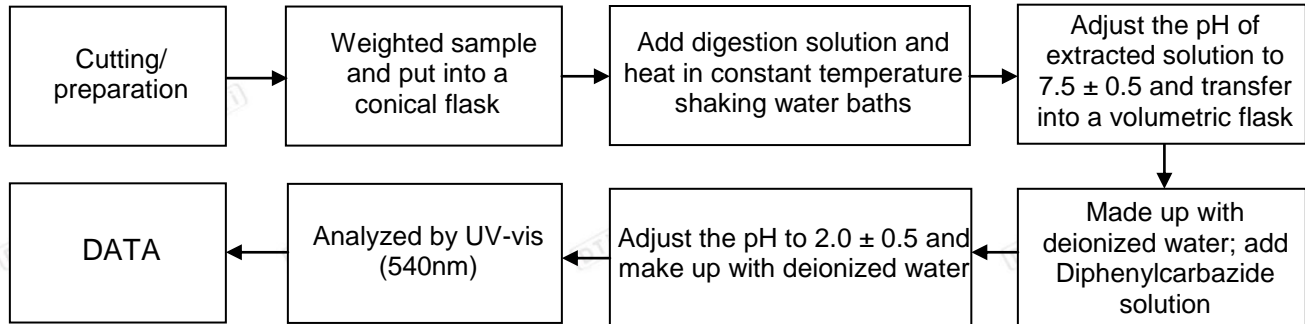 Cutting/
preparation
Weighted sample
and put into a
conical flask
Add digestion solution and
heat in constant temperature
shaking water baths
Adjust the pH of
extracted solution to
7.5 ± 0.5 and transfer
into a volumetric flask
Made up with
deionized water; add
Diphenylcarbazide
solution
Adjust the pH to 2.0 ± 0.5 and
make up with deionized water
Analyzed by UV-vis
(540nm)
DATA